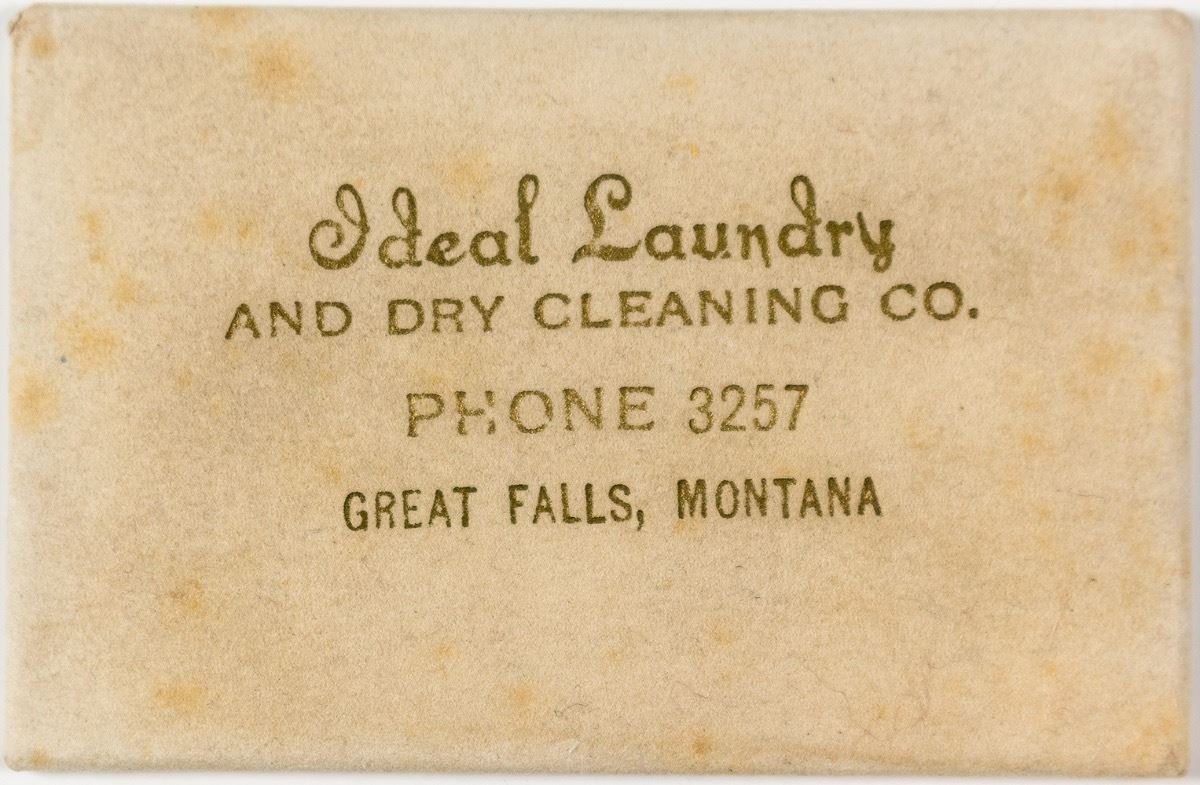 Ideal Laundry
AND DRY CLEANING CO.
PHONE 3257
GREAT FALLS, MONTANA